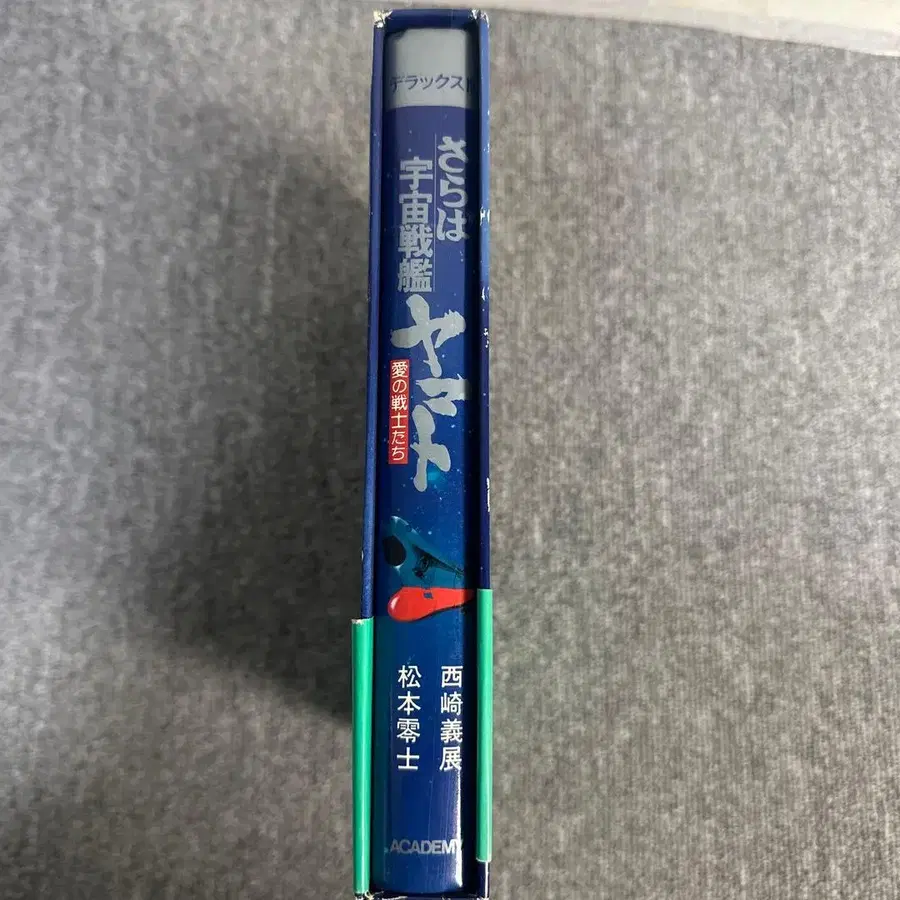 デラックス
さらば
宇宙戦艦
ヤマト
愛の戦士たち
西崎義展
松本零士
ACADEMY